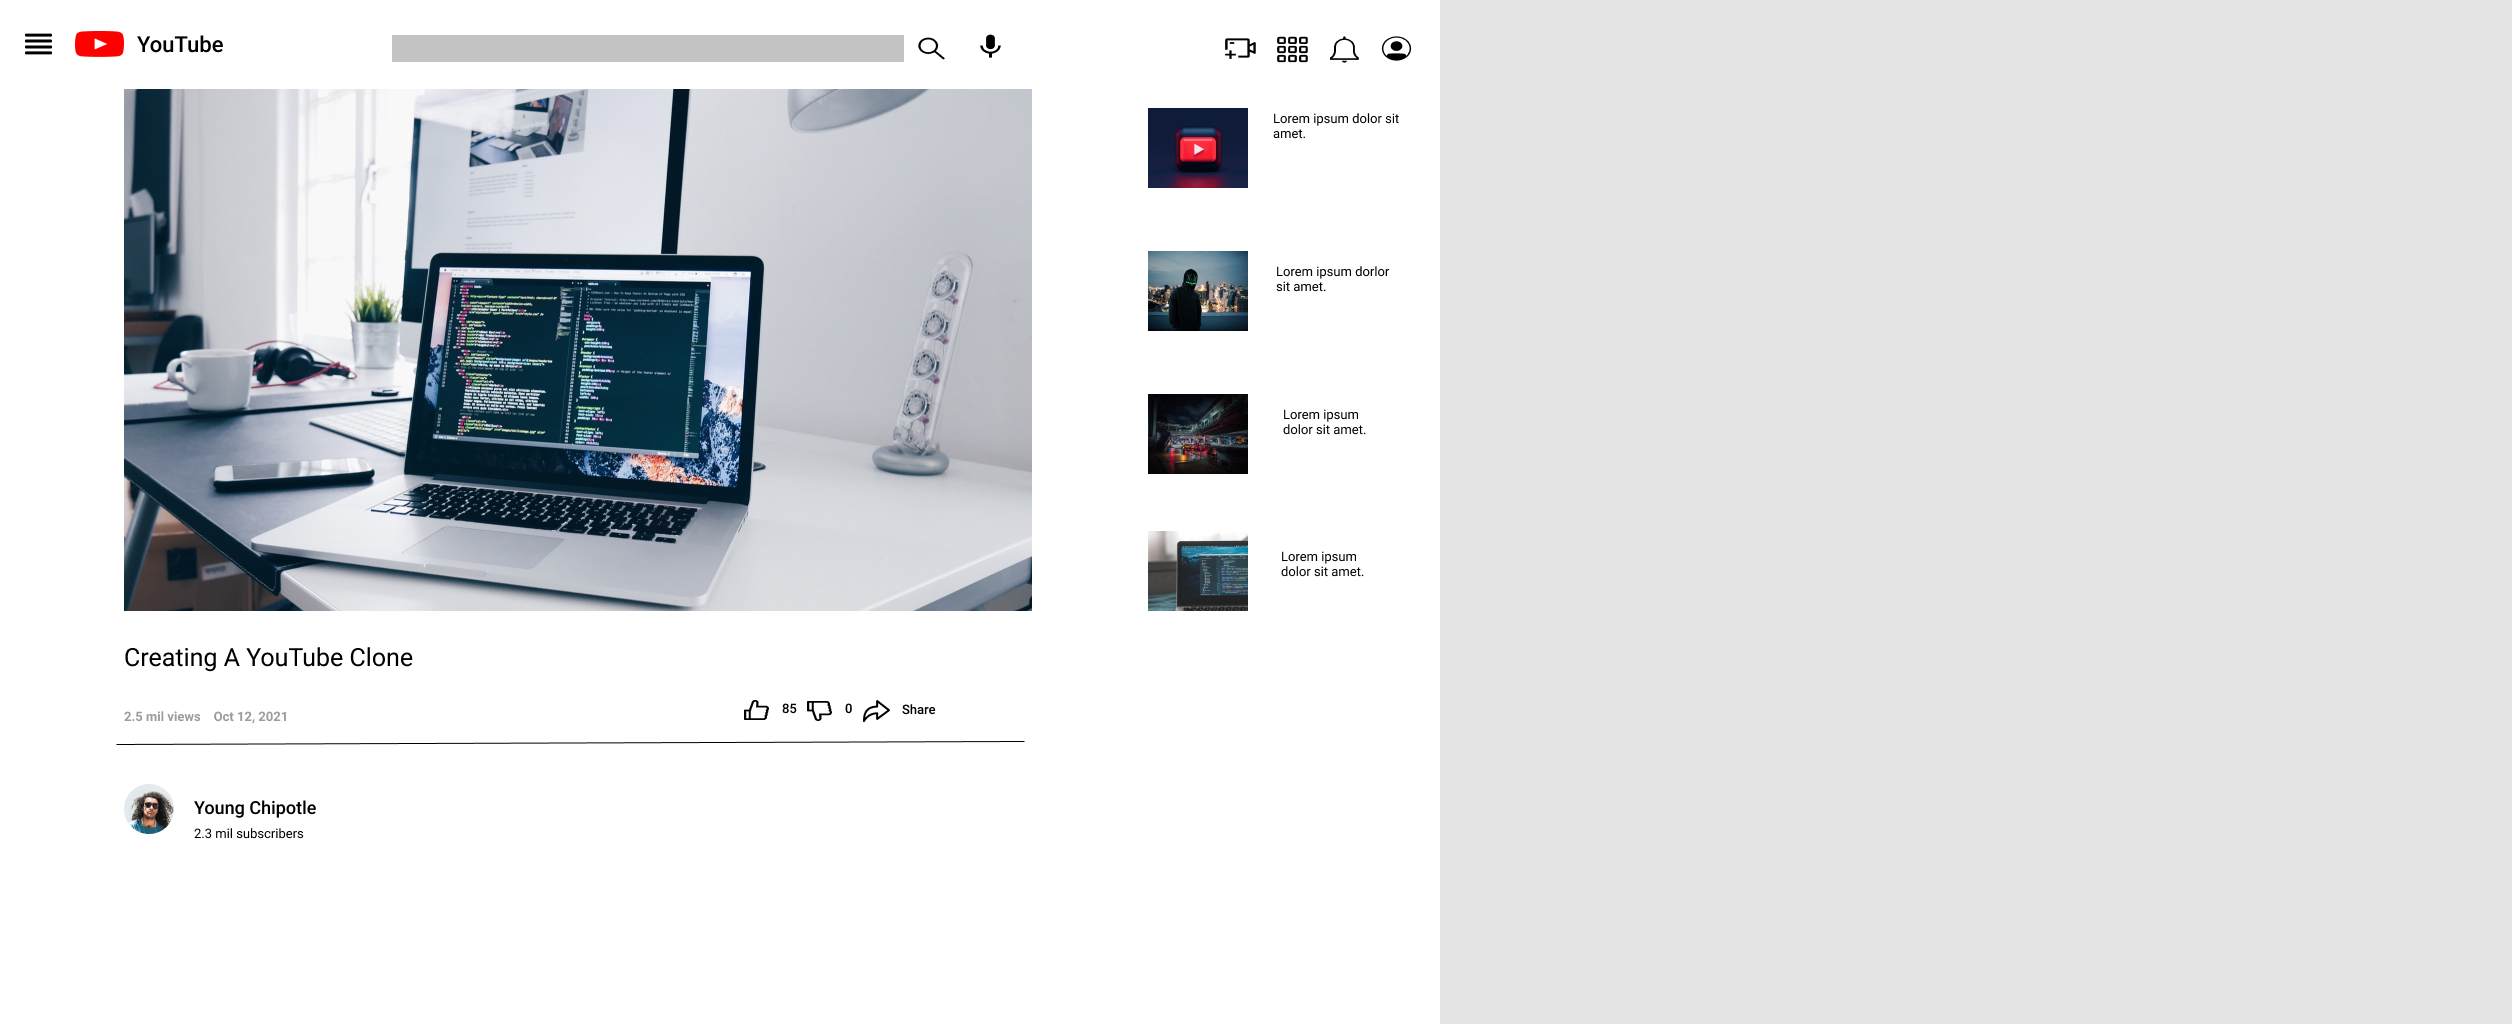 YouTube
Lorem ipsum dolor sit
amet.
Lorem ipsum dorlor
sit amet.
Lorem ipsum
dolor sit amet.
Lorem ipsum
dolor sit amet.
Creating A YouTube Clone
2.5 mil views Oct 12, 2021
85 0 Share
Young Chipotle
2.3 mil subscribers